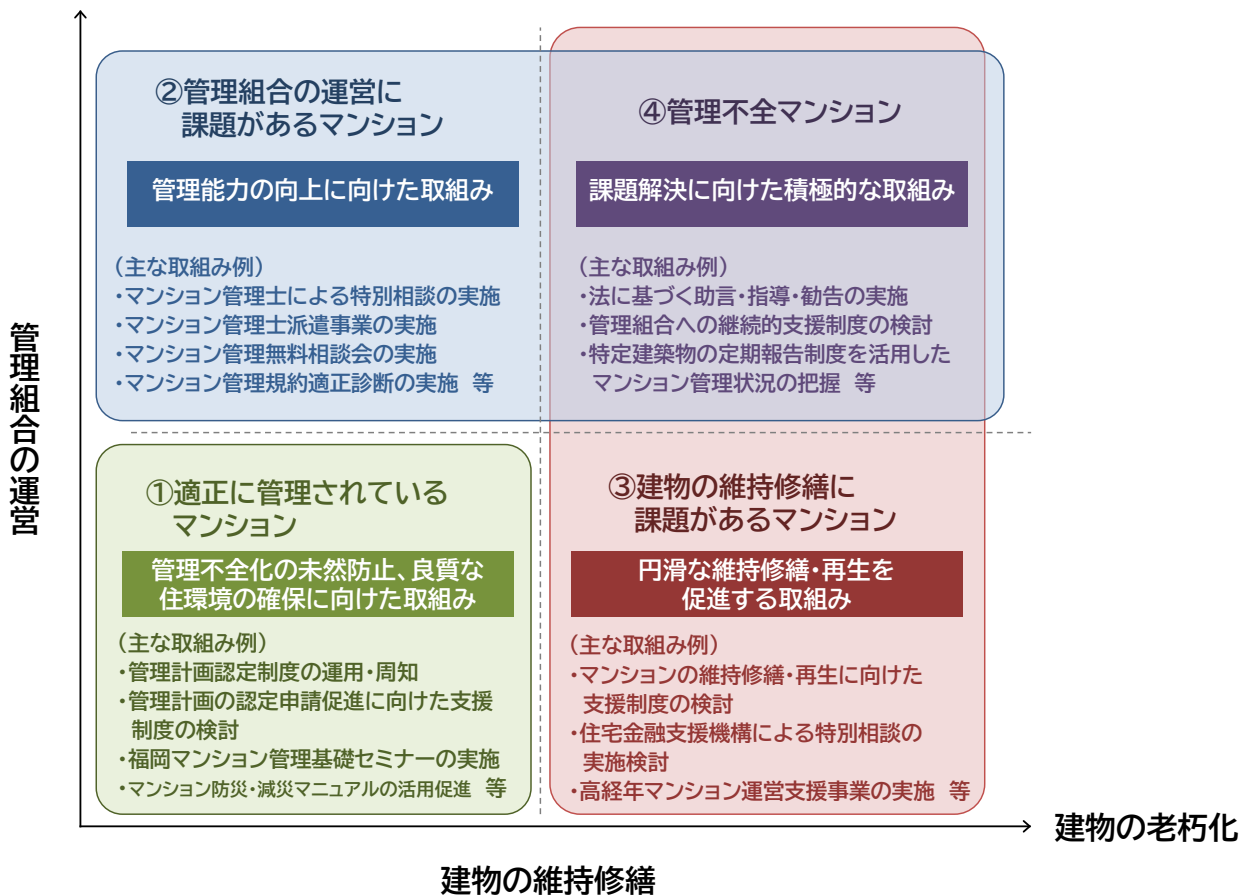 ②管理組合の運営に
課題があるマンション
管理能力の向上に向けた取組み
（主な取組み例）
・マンション管理士による特別相談の実施
・マンション管理士派遣事業の実施
・マンション管理無料相談会の実施
・マンション管理規約適正診断の実施 等
④管理不全マンション
課題解決に向けた積極的な取組み
（主な取組み例）
・法に基づく助言・指導・勧告の実施
・管理組合への継続的支援制度の検討
・特定建築物の定期報告制度を活用した
マンション管理状況の把握 等
管理組合の運営
①適正に管理されている
マンション
管理不全化の未然防止、良質な
住環境の確保に向けた取組み
（主な取組み例）
・管理計画認定制度の運用・周知
・管理計画の認定申請促進に向けた支援
制度の検討
・福岡マンション管理基礎セミナーの実施
・マンション防災・減災マニュアルの活用促進 等
③建物の維持修繕に
課題があるマンション
円滑な維持修繕・再生を
促進する取組み
（主な取組み例）
・マンションの維持修繕・再生に向けた
支援制度の検討
・住宅金融支援機構による特別相談の
実施検討
・高経年マンション運営支援事業の実施 等
建物の老朽化
建物の維持修繕